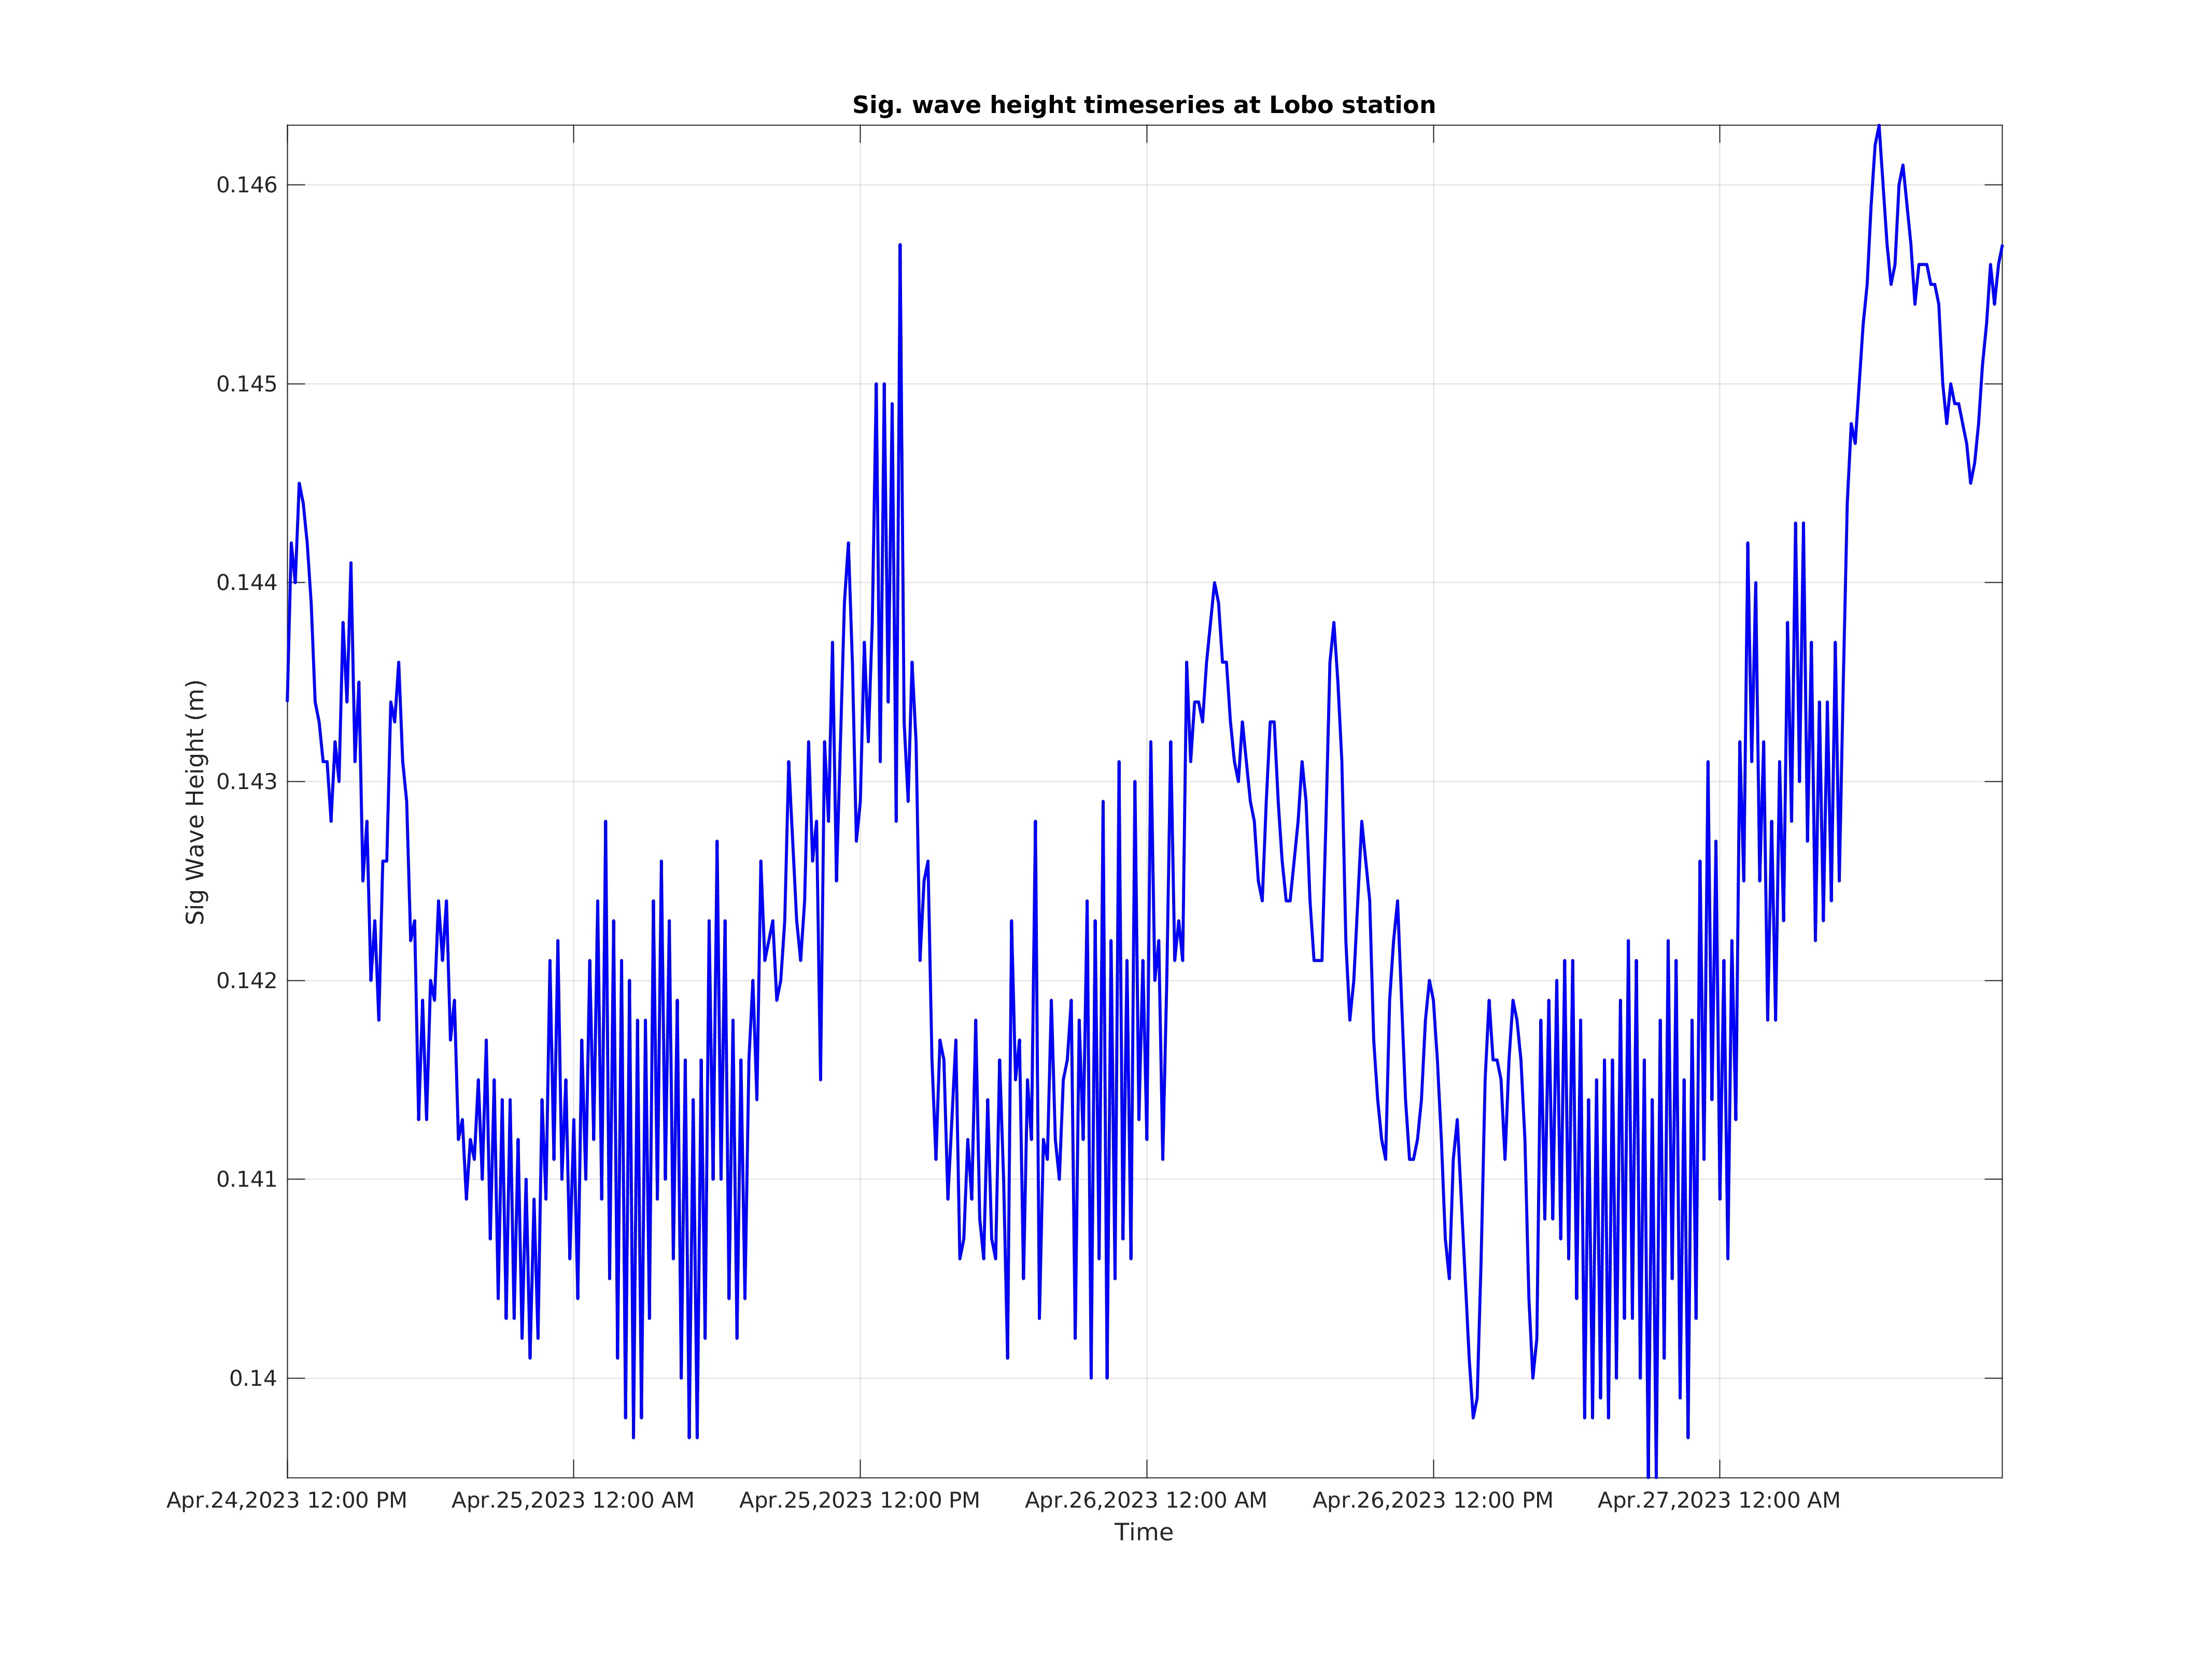 Sig. wave height timeseries at Lobo station
0.146
0.145
0.144
0.143
0.142
0.141
0.14
Sig Wave Height (m)
Apr.24,2023 12:00 PM Apr.25,2023 12:00 AM Apr.25,2023 12:00 PM Apr.26,2023 12:00 AM Apr.26,2023 12:00 PM Apr.27,2023 12:00 AM
Time